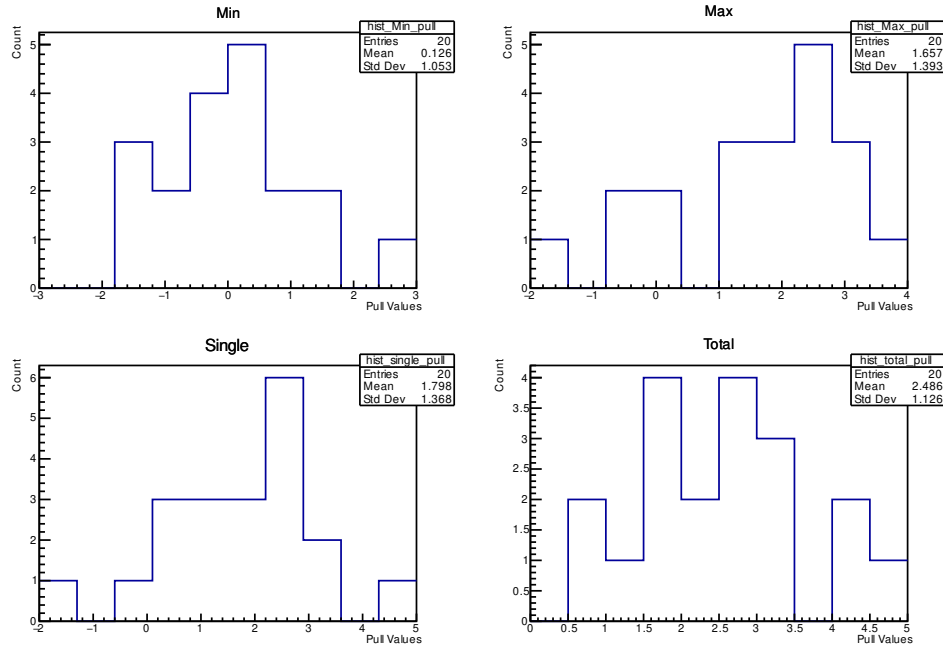 Min
hist_Min_pull
Entries 20
Mean 0.126
Std Dev 1.053
Count
5
4
3
2
1
0
−3 −2 −1 0 1 2 3
Pull Values
Max
hist_Max_pull
Entries 20
Mean 1.657
Std Dev 1.393
Count
5
4
3
2
1
0
−2 −1 0 1 2 3 4
Pull Values
Single
hist_single_pull
Entries 20
Mean 1.798
Std Dev 1.368
Count
6
5
4
3
2
1
0
−2 −1 0 1 2 3 4 5
Pull Values
Total
hist_total_pull
Entries 20
Mean 2.486
Std Dev 1.126
Count
4
3.5
3
2.5
2
1.5
1
0.5
0
0 0.5 1 1.5 2 2.5 3 3.5 4 4.5 5
Pull Values